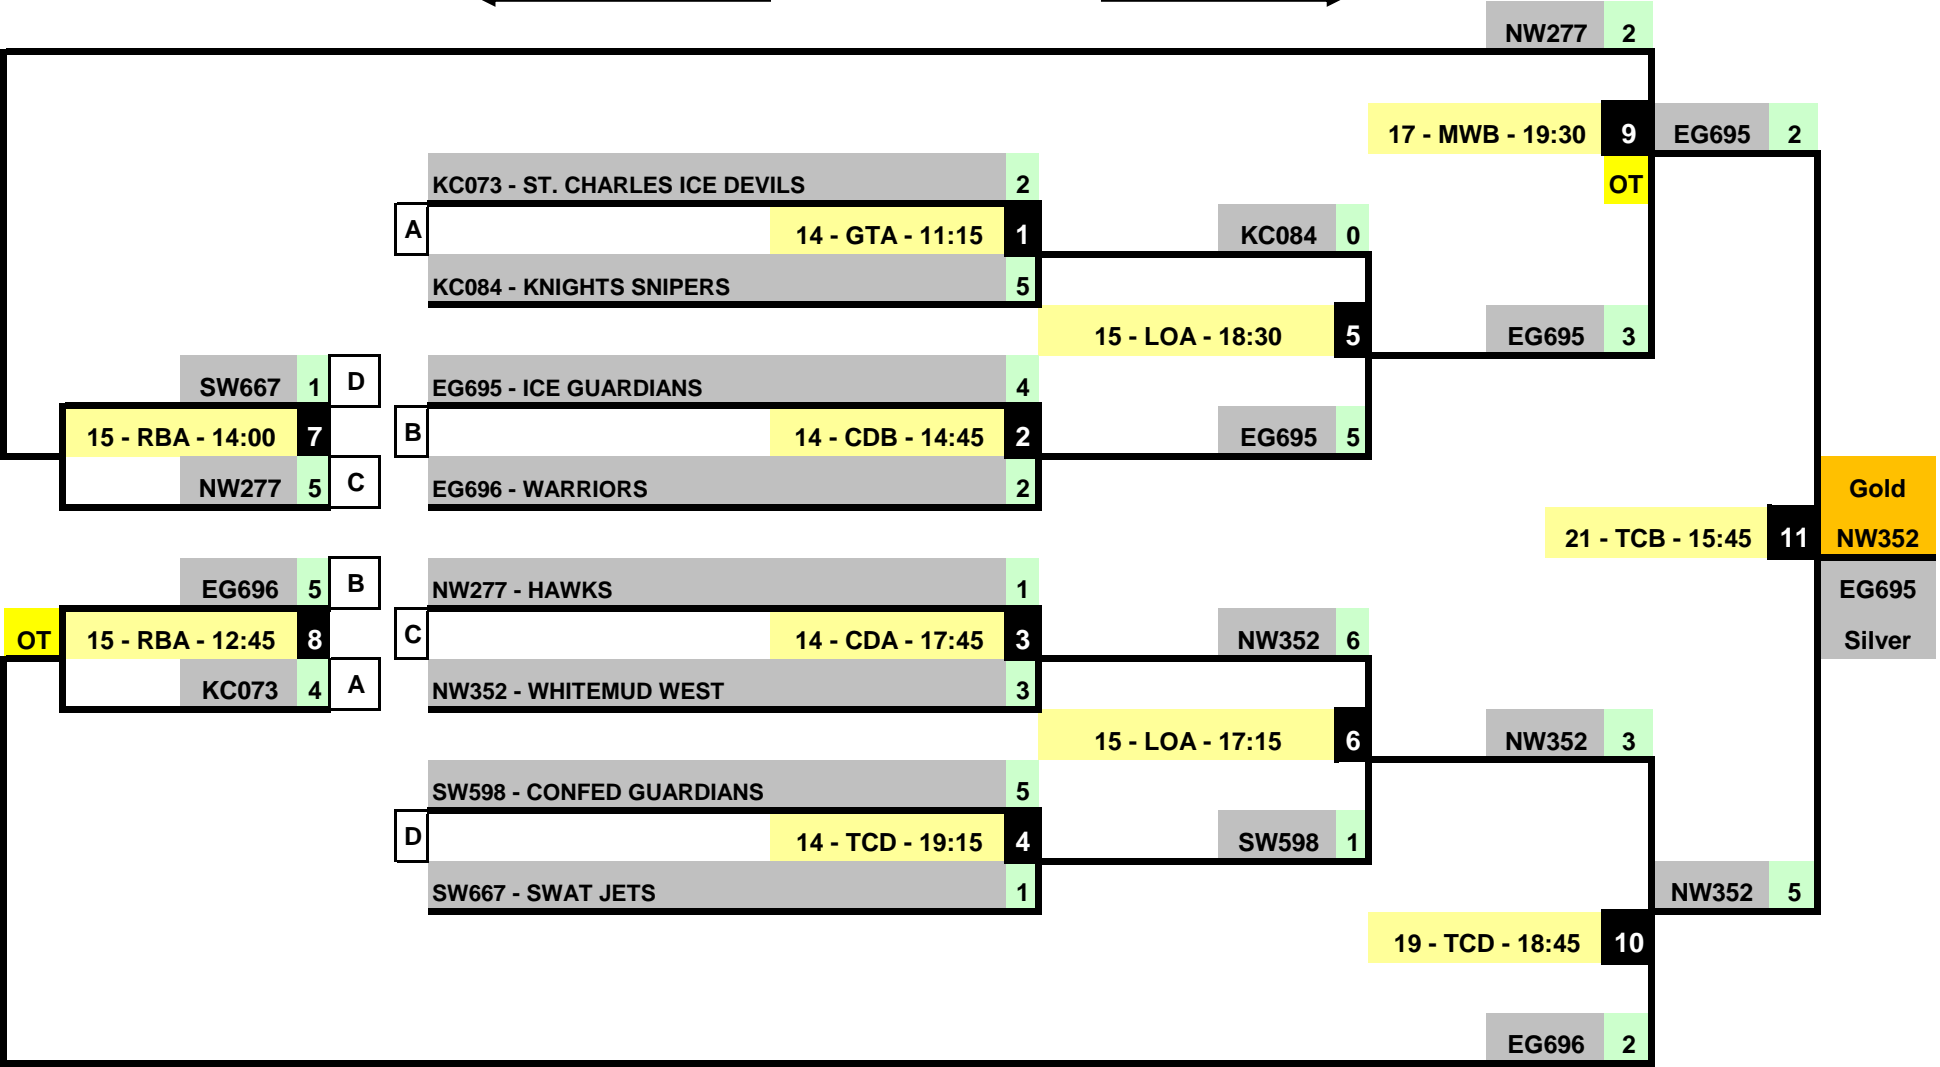 NW277 2
17 - MWB - 19:30 9 EG695 2
KC073 - ST. CHARLES ICE DEVILS 2 OT
A 14 - GTA - 11:15 1 KC084 0
KC084 - KNIGHTS SNIPERS 5
15 - LOA - 18:30 5 EG695 3
SW667 1 D EG695 - ICE GUARDIANS 4
15 - RBA - 14:00 7 B 14 - CDB - 14:45 2 EG695 5
NW277 5 C EG696 - WARRIORS 2 Gold
21 - TCB - 15:45 11 NW352
EG696 5 B NW277 - HAWKS 1 EG695
OT 15 - RBA - 12:45 8 C 14 - CDA - 17:45 3 NW352 6 Silver
KC073 4 A NW352 - WHITEMUD WEST 3
15 - LOA - 17:15 6 NW352 3
SW598 - CONFED GUARDIANS 5
D 14 - TCD - 19:15 4 SW598 1
SW667 - SWAT JETS 1 NW352 5
19 - TCD - 18:45 10
EG696 2